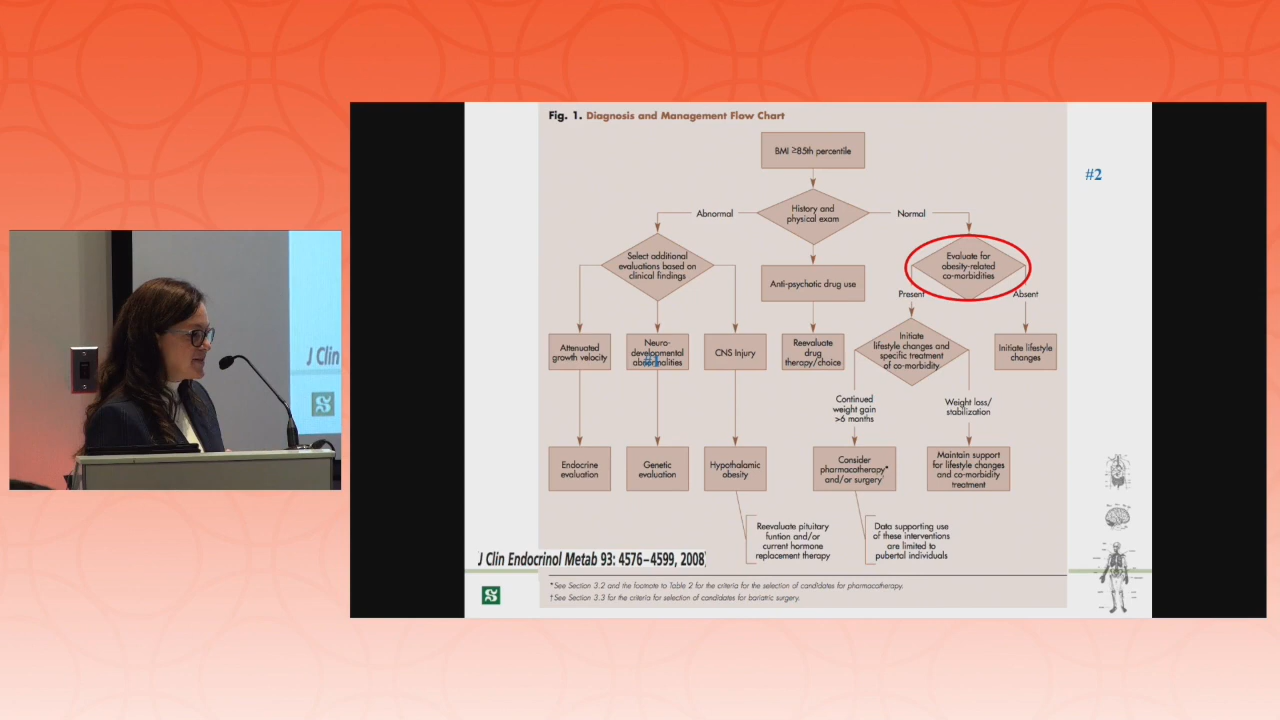 Fig. 1. Diagnosis and Management Flow Chart
BMI ≥85th percentile
#2
Abnormal
History and
physical exam
Normal
Select additional
evaluations based on
clinical findings
Anti-psychotic drug use
Evaluate for
obesity-related
co-morbidities
Present
Absent
Attenuated
growth velocity
Neuro-
developmental
abnormalities
#1
CNS Injury
Reevaluate
drug
therapy/choice
Initiate
lifestyle changes and
specific treatment
of co-morbidity
Initiate lifestyle
changes
Continued
weight gain
>6 months
Weight loss/
stabilization
Endocrine
evaluation
Genetic
evaluation
Hypothalamic
obesity
Consider
pharmacotherapy*
and/or surgery†
Maintain support
for lifestyle changes
and co-morbidity
treatment
Reevaluate pituitary
funtion and/or
current hormone
replacement therapy
Data supporting use
of these interventions
are limited to
pubertal individuals
J Clin Endocrinol Metab 93: 4576–4599, 2008
*See Section 3.2 and the footnote to Table 2 for the criteria for the selection of candidates for pharmacotherapy.
†See Section 3.3 for the criteria for selection of candidates for bariatric surgery.
S
J Clin
S